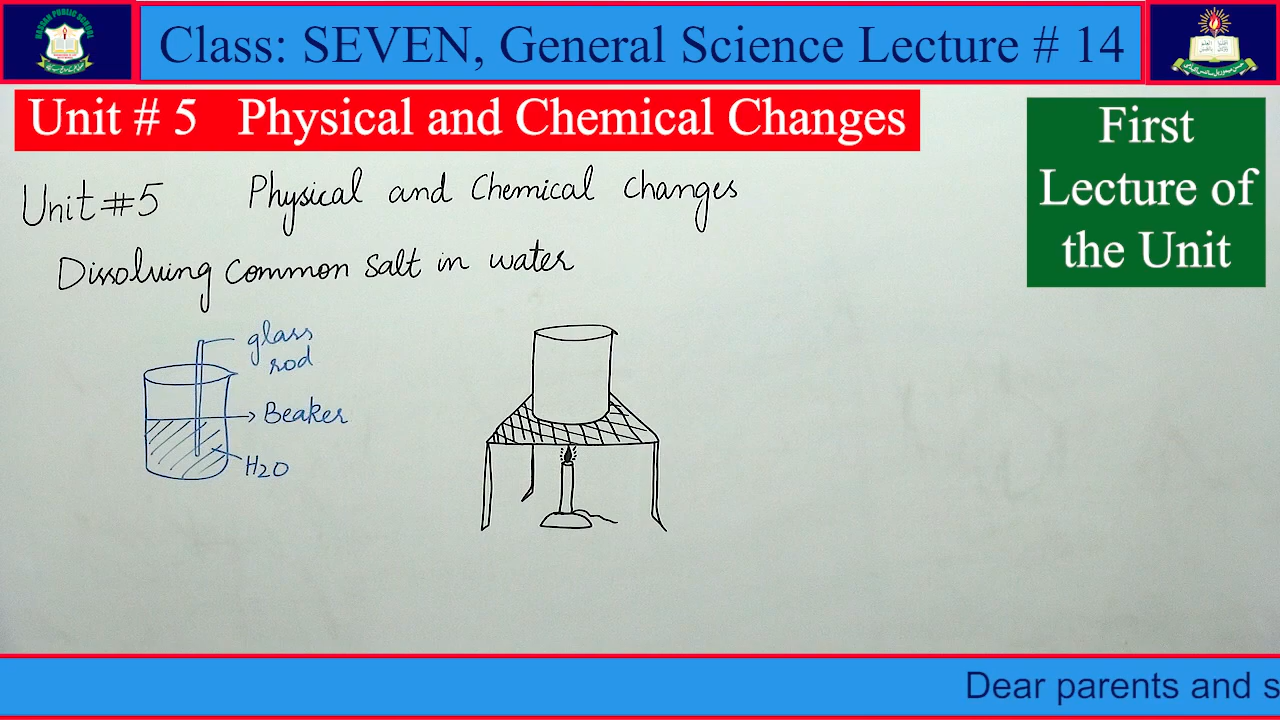 Class: SEVEN, General Science Lecture # 14
Unit # 5 Physical and Chemical Changes
First
Lecture of
the Unit
Unit #5 Physical and Chemical Changes
Dissolving common salt in water
glass
rod
Beaker
H2O
Dear parents and s